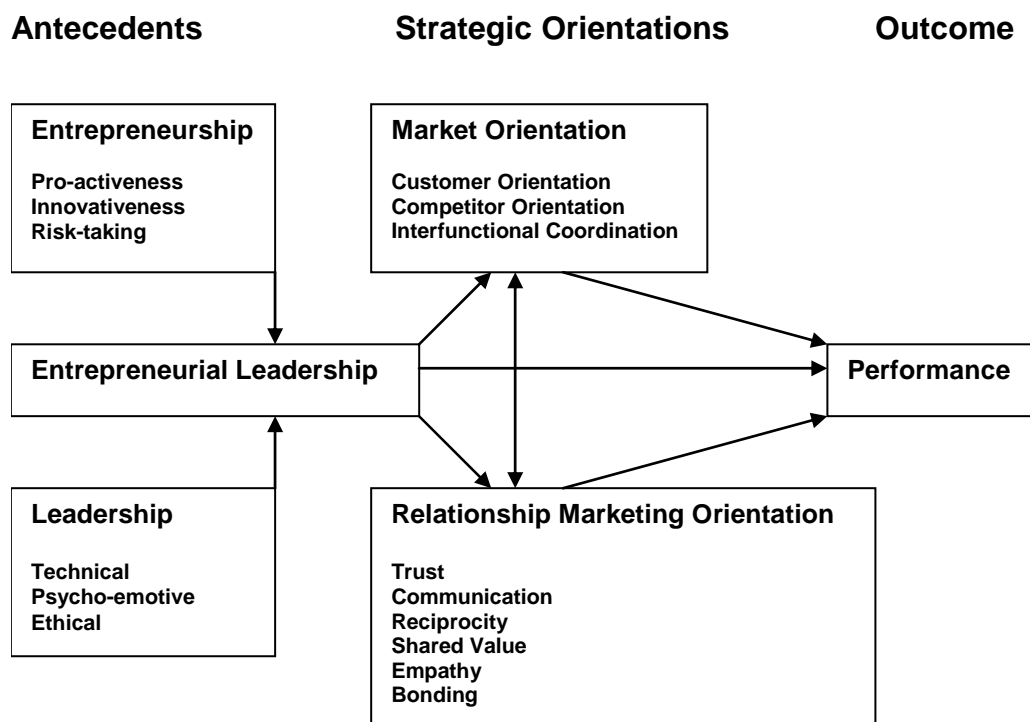 Antecedents
Strategic Orientations
Outcome
Entrepreneurship
Pro-activeness
Innovativeness
Risk-taking
Market Orientation
Customer Orientation
Competitor Orientation
Interfunctional Coordination
Entrepreneurial Leadership
Performance
Leadership
Technical
Psycho-emotive
Ethical
Relationship Marketing Orientation
Trust
Communication
Reciprocity
Shared Value
Empathy
Bonding